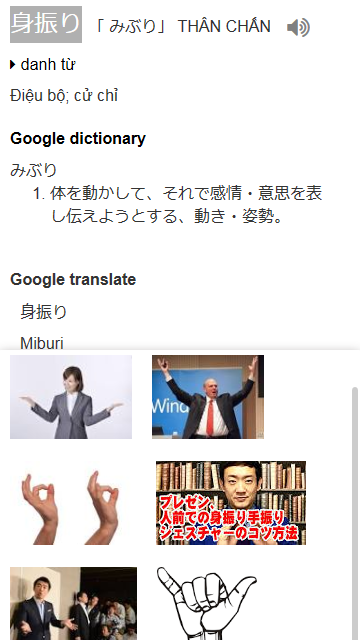 身振り 「 みぶり」 THÂN CHẤN
danh từ
Điệu bộ; cử chỉ
Google dictionary
みぶり
1. 体を動かして、それで感情・意思を表
し伝えようとする、動き・姿勢。
Google translate
身振り
Miburi
Wind
プレゼン、
人前での身振り手振り
ジェスチャーのコツ方法